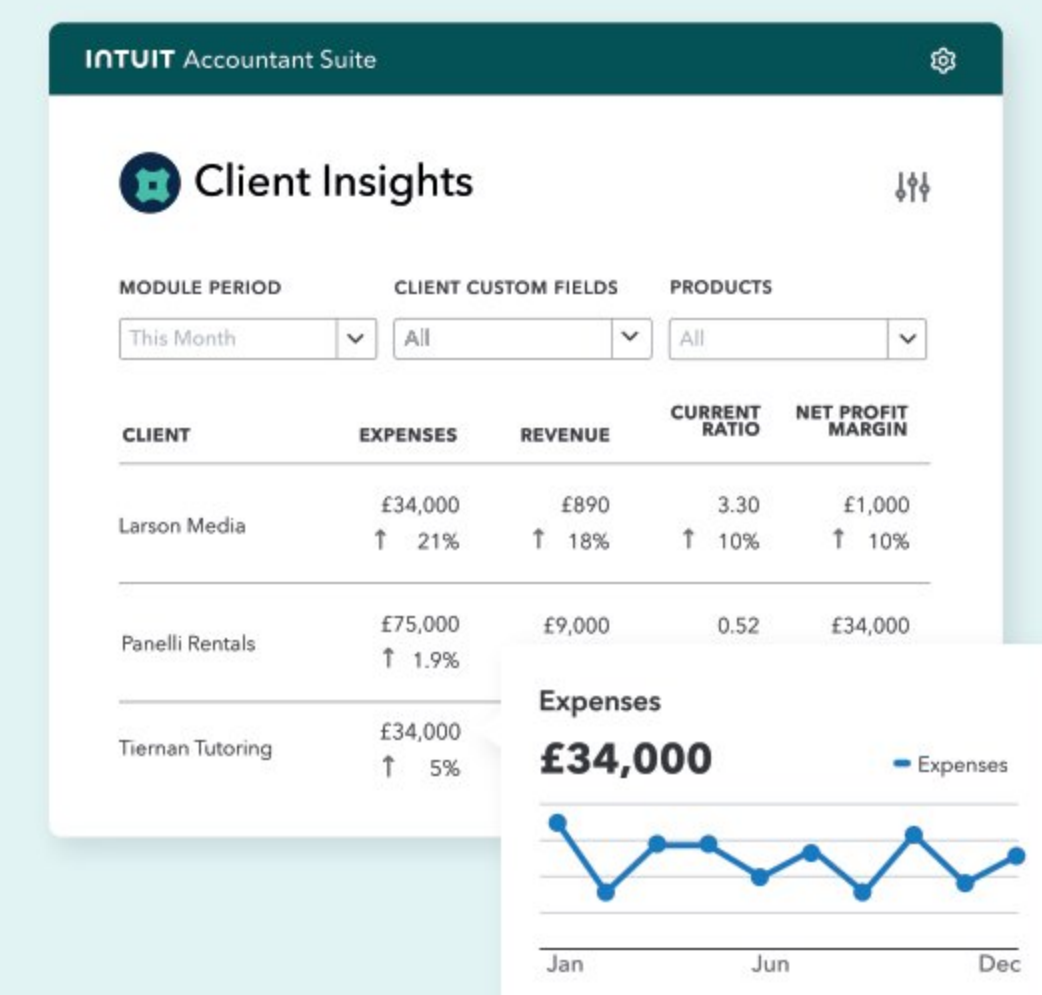 INTUIT Accountant Suite
Client Insights
MODULE PERIOD CLIENT CUSTOM FIELDS PRODUCTS
This Month All All
CLIENT EXPENSES REVENUE CURRENT RATIO NET PROFIT MARGIN
Larson Media £34,000 £890 3.30 £1,000
↑ 21% ↑ 18% ↑ 10% ↑ 10%
Panelli Rentals £75,000 £9,000 0.52 £34,000
↑ 1.9%
Tiernan Tutoring £34,000
↑ 5%
Expenses
£34,000
Expenses
Jan Jun Dec